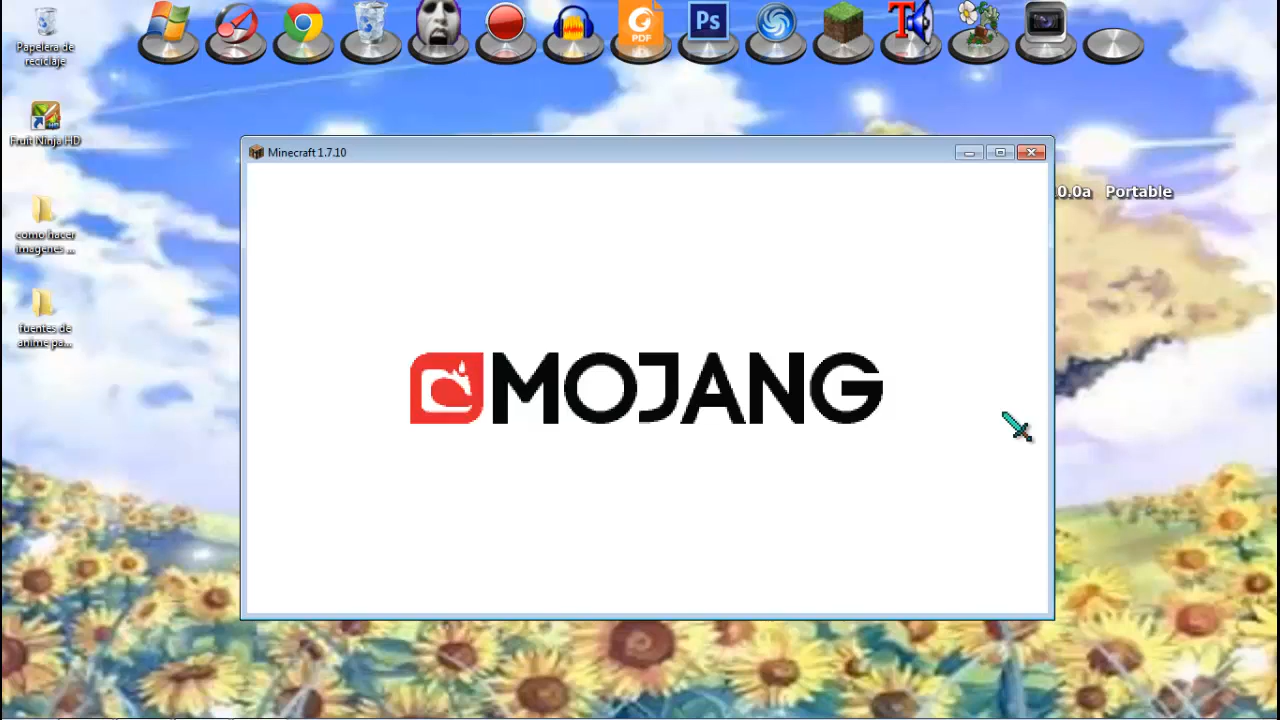 PDF
Ps
T
Papelera de
reciclaje
Fruit Ninja HD
Minecraft 1.7.10
0.0a Portable
como hacer
imagenes ...
fuentes de
anime pa...
MOJANG